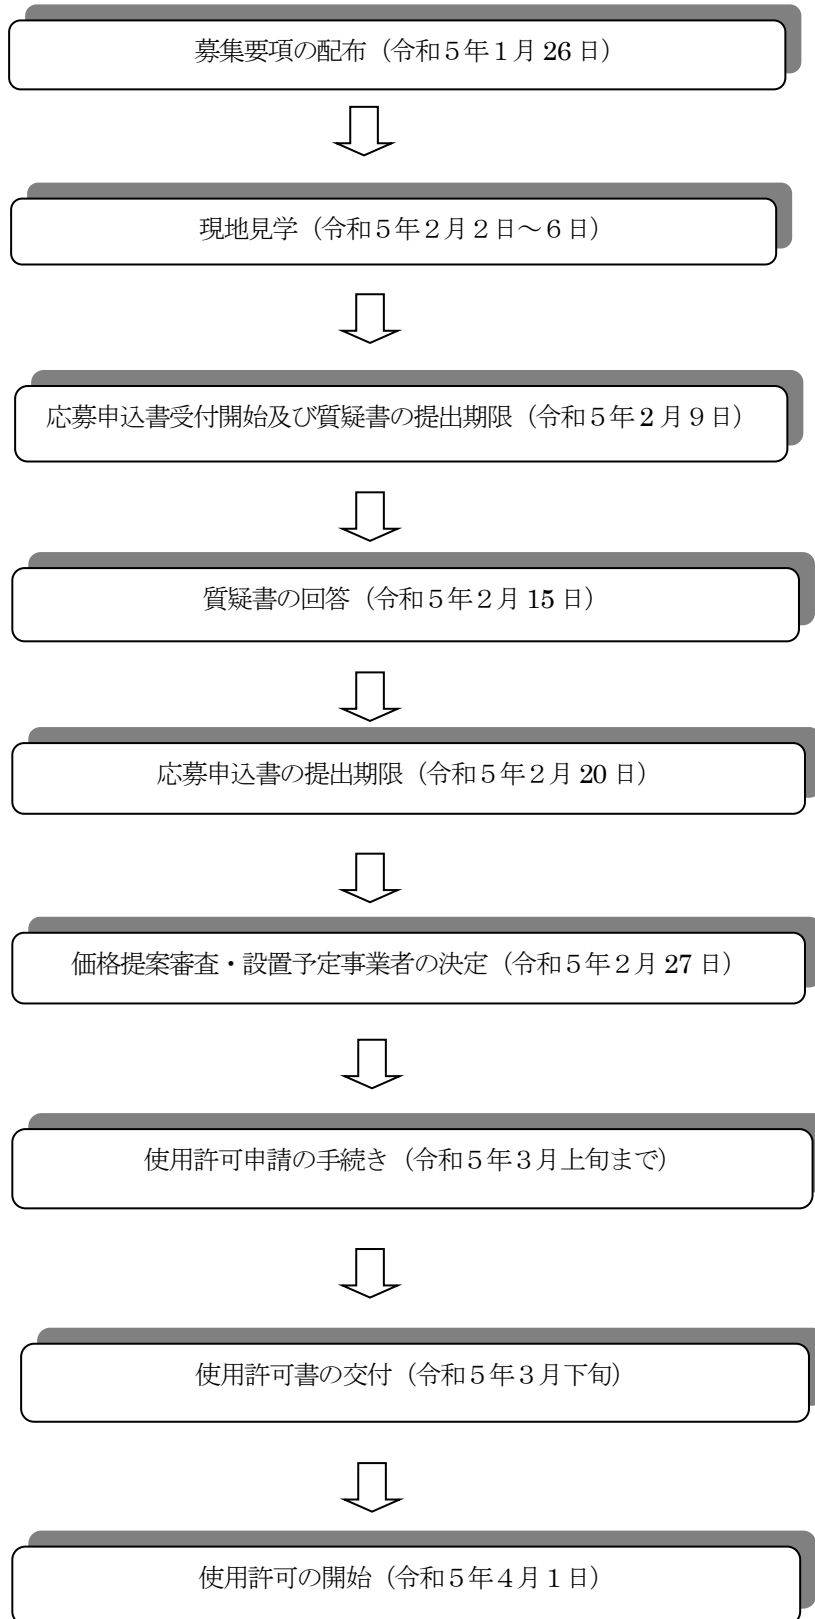 募集要項の配布（令和５年１月 26 日）
現地見学（令和５年２月２日～６日）
応募申込書受付開始及び質疑書の提出期限（令和５年２月９日）
質疑書の回答（令和５年２月 15 日）
応募申込書の提出期限（令和５年２月 20 日）
価格提案審査・設置予定事業者の決定（令和５年２月 27 日）
使用許可申請の手続き（令和５年３月上旬まで）
使用許可書の交付（令和５年３月下旬）
使用許可の開始（令和５年４月１日）